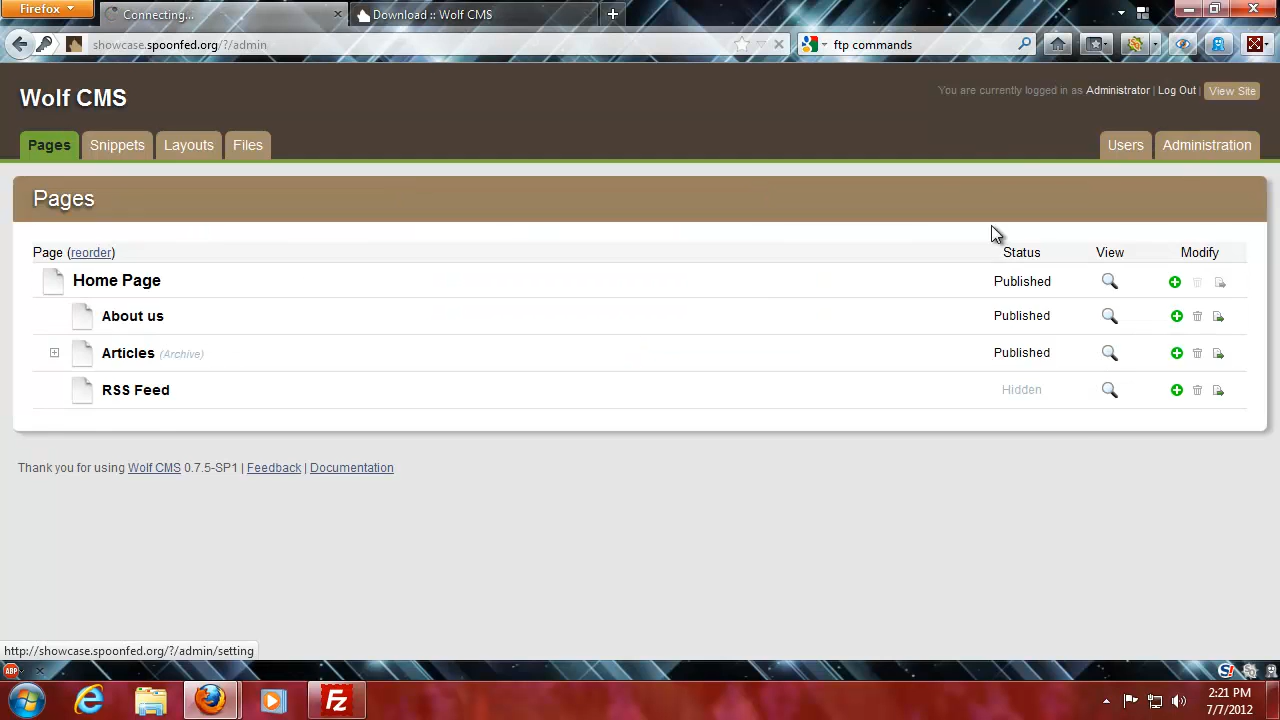 Firefox
Connecting...
Download :: Wolf CMS
showcase.spoonfed.org/?/admin
ftp commands
Wolf CMS
You are currently logged in as Administrator | Log Out | View Site
Pages
Snippets
Layouts
Files
Users
Administration
Pages
Page (reorder)
Status
View
Modify
Home Page
Published
About us
Published
Articles (Archive)
Published
RSS Feed
Hidden
Thank you for using Wolf CMS 0.7.5-SP1 | Feedback | Documentation
http://showcase.spoonfed.org/?/admin/setting
ABP
2:21 PM
7/7/2012